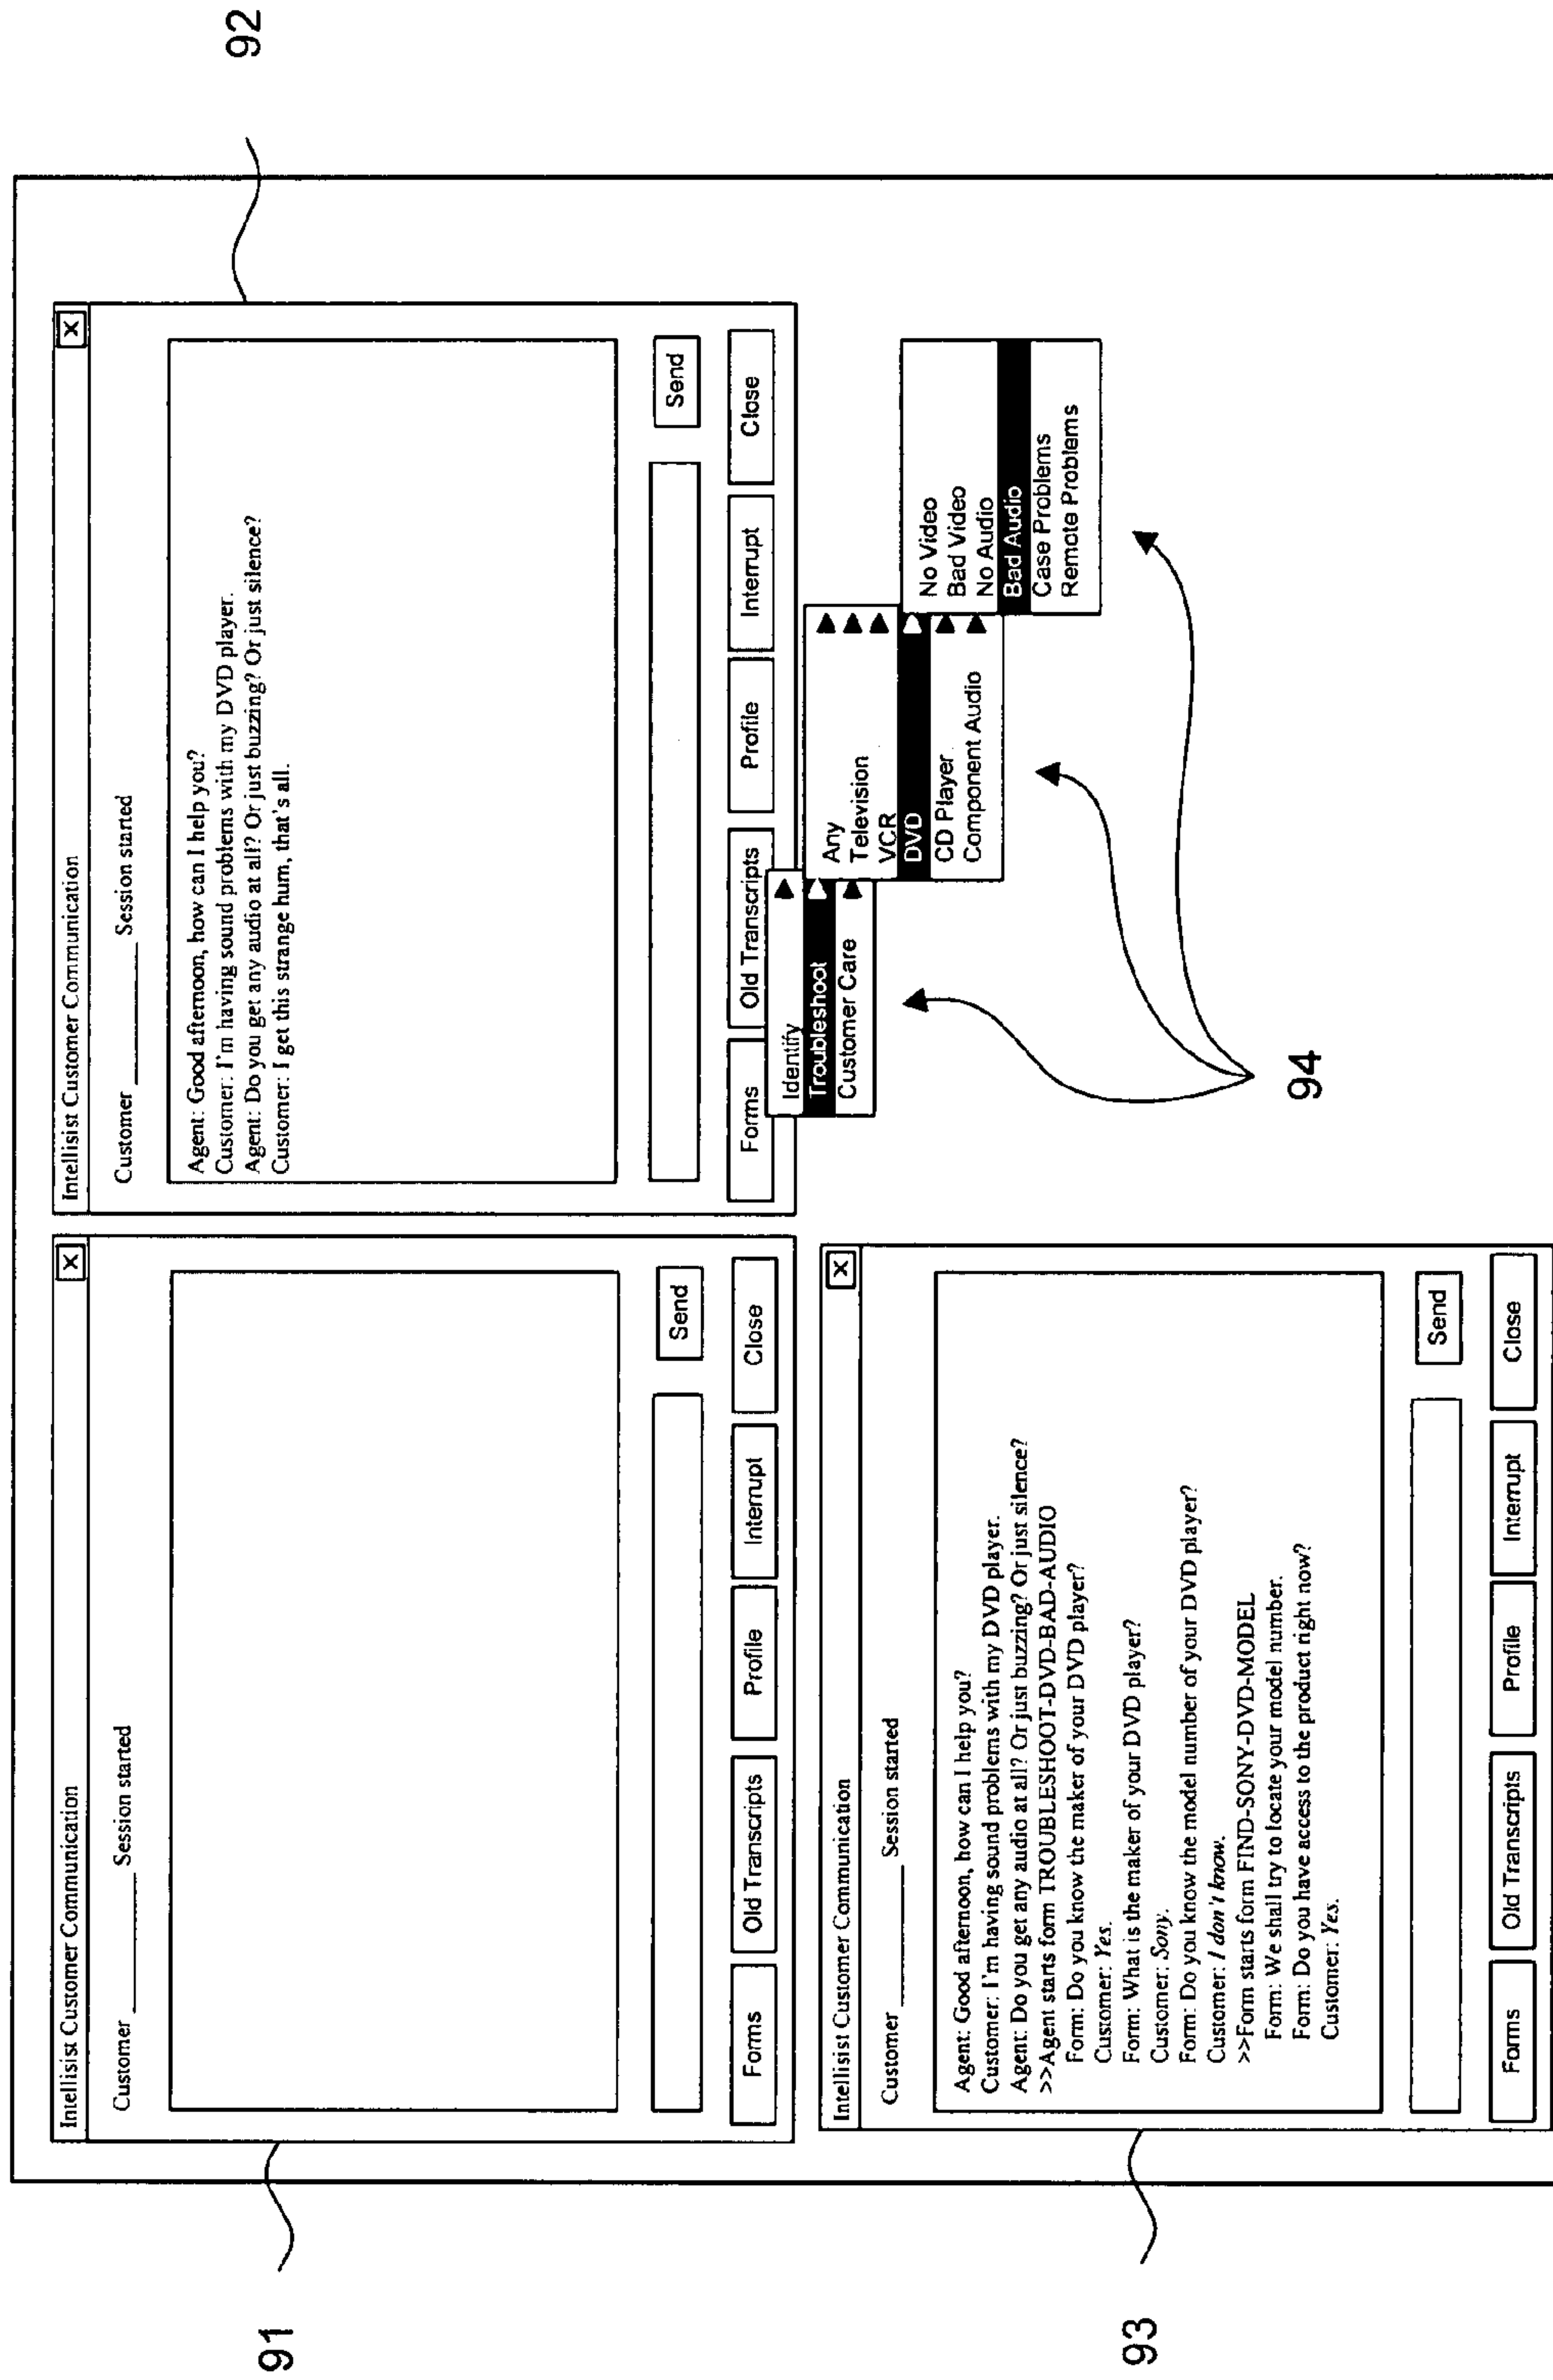 91
Intellisist Customer Communication
X
Customer ________ Session started
Send
Forms
Old Transcripts
Profile
Interrupt
Close
92
Intellisist Customer Communication
X
Customer ________ Session started
Agent: Good afternoon, how can I help you?
Customer: I'm having sound problems with my DVD player.
Agent: Do you get any audio at all? Or just buzzing? Or just silence?
Customer: I get this strange hum, that's all.
Send
Forms
Old Transcripts
Profile
Interrupt
Close
Identify
Troubleshoot
Customer Care
Any
Television
VCR
DVD
CD Player
Component Audio
No Video
Bad Video
No Audio
Bad Audio
Case Problems
Remote Problems
94
93
Intellisist Customer Communication
X
Customer ________ Session started
Agent: Good afternoon, how can I help you?
Customer: I'm having sound problems with my DVD player.
Agent: Do you get any audio at all? Or just buzzing? Or just silence?
>>Agent starts form TROUBLESHOOT-DVD-BAD-AUDIO
Form: Do you know the maker of your DVD player?
Customer: Yes.
Form: What is the maker of your DVD player?
Customer: Sony.
Form: Do you know the model number of your DVD player?
Customer: I don't know.
>>Form starts form FIND-SONY-DVD-MODEL
Form: We shall try to locate your model number.
Form: Do you have access to the product right now?
Customer: Yes.
Send
Forms
Old Transcripts
Profile
Interrupt
Close